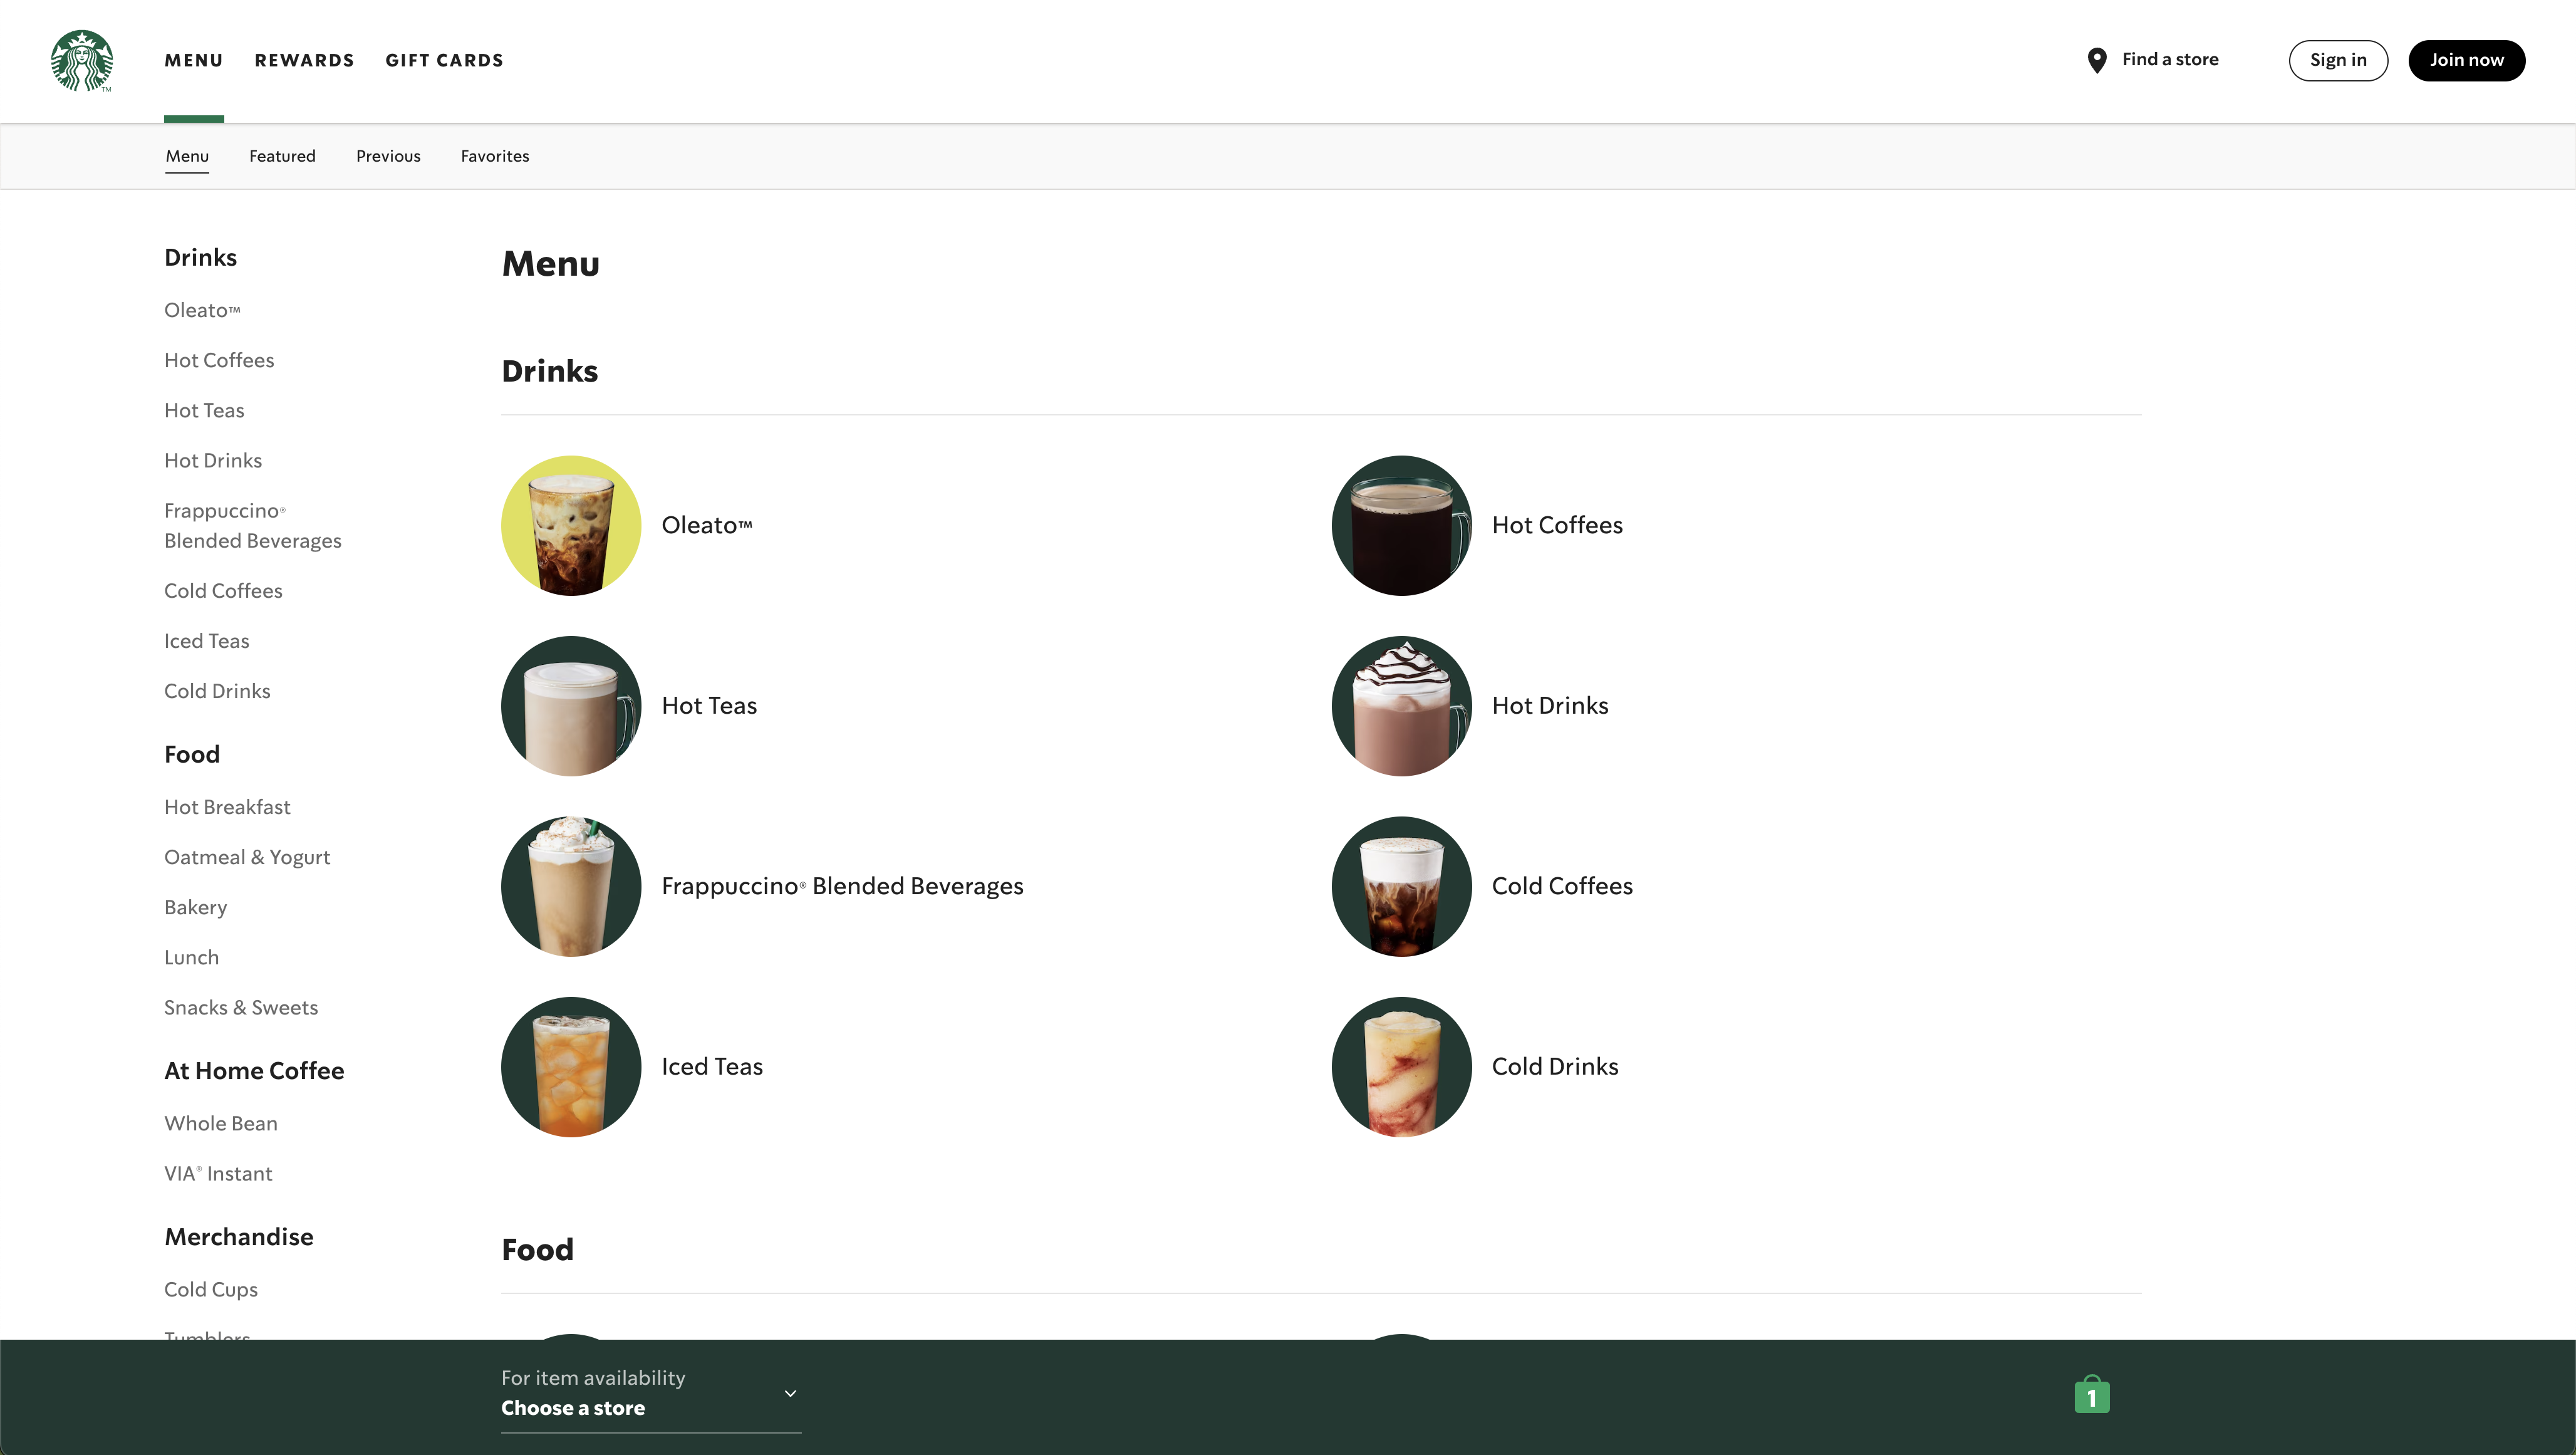 MENU REWARDS GIFT CARDS Find a store Sign in Join now
TM
Menu Featured Previous Favorites
Drinks
Oleato™
Hot Coffees
Hot Teas
Hot Drinks
Frappuccino®
Blended Beverages
Cold Coffees
Iced Teas
Cold Drinks
Food
Hot Breakfast
Oatmeal & Yogurt
Bakery
Lunch
Snacks & Sweets
At Home Coffee
Whole Bean
VIA® Instant
Merchandise
Cold Cups
Tumblers
Menu
Drinks
Oleato™
Hot Coffees
Hot Teas
Hot Drinks
Frappuccino® Blended Beverages
Cold Coffees
Iced Teas
Cold Drinks
Food
For item availability
Choose a store
1